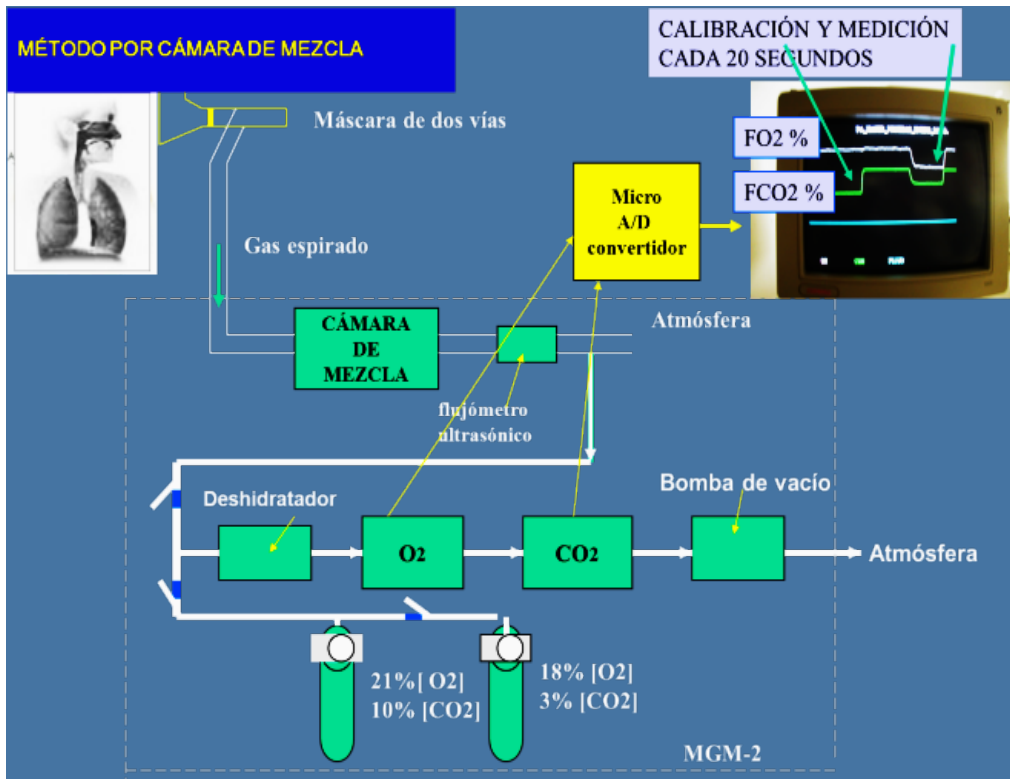 MÉTODO POR CÁMARA DE MEZCLA
CALIBRACIÓN Y MEDICIÓN
CADA 20 SEGUNDOS
Máscara de dos vías
FO2 %
FCO2 %
Micro
A/D
convertidor
Gas espirado
Atmósfera
CÁMARA
DE
MEZCLA
flujómetro
ultrasónico
Deshidratador
Bomba de vacío
O2
CO2
Atmósfera
21%[ O2]
10% [CO2]
18% [O2]
3% [CO2]
MGM-2